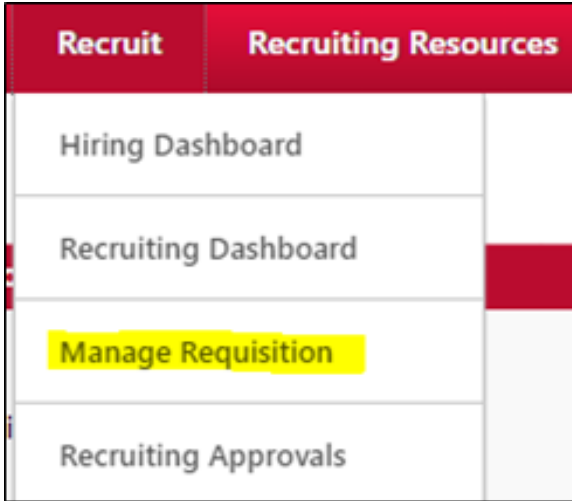 Recruit Recruiting Resources
Hiring Dashboard
Recruiting Dashboard
Manage Requisition
Recruiting Approvals